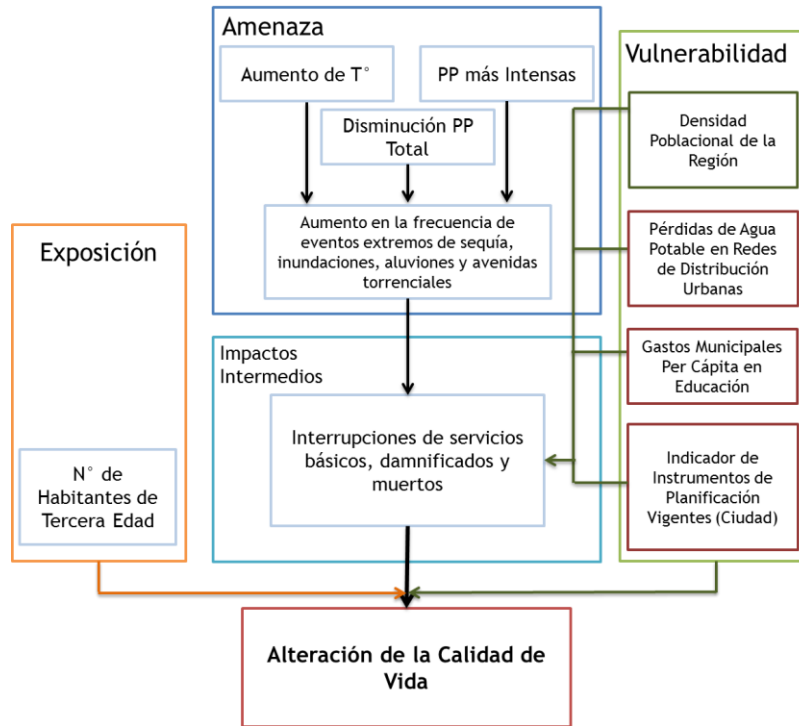 Amenaza
Aumento de T°
PP más Intensas
Disminución PP
Total
Aumento en la frecuencia de
eventos extremos de sequía,
inundaciones, aluviones y avenidas
torrenciales
Vulnerabilidad
Densidad
Poblacional de la
Región
Pérdidas de Agua
Potable en Redes
de Distribución
Urbanas
Gastos Municipales
Per Cápita en
Educación
Indicador de
Instrumentos de
Planificación
Vigentes (Ciudad)
Exposición
N° de
Habitantes de
Tercera Edad
Impactos
Intermedios
Interrupciones de servicios
básicos, damnificados y
muertos
Alteración de la Calidad de
Vida